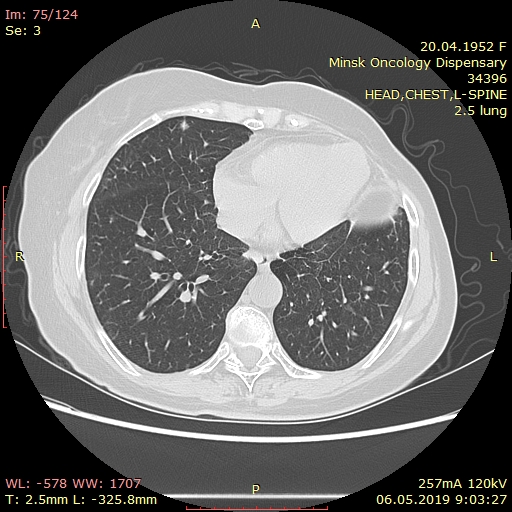 Im: 75/124
Se: 3
A
20.04.1952 F
Minsk Oncology Dispensary
34396
HEAD,CHEST,L-SPINE
2.5 lung
R
L
WL: -578 WW: 1707
T: 2.5mm L: -325.8mm
P
257mA 120kV
06.05.2019 9:03:27